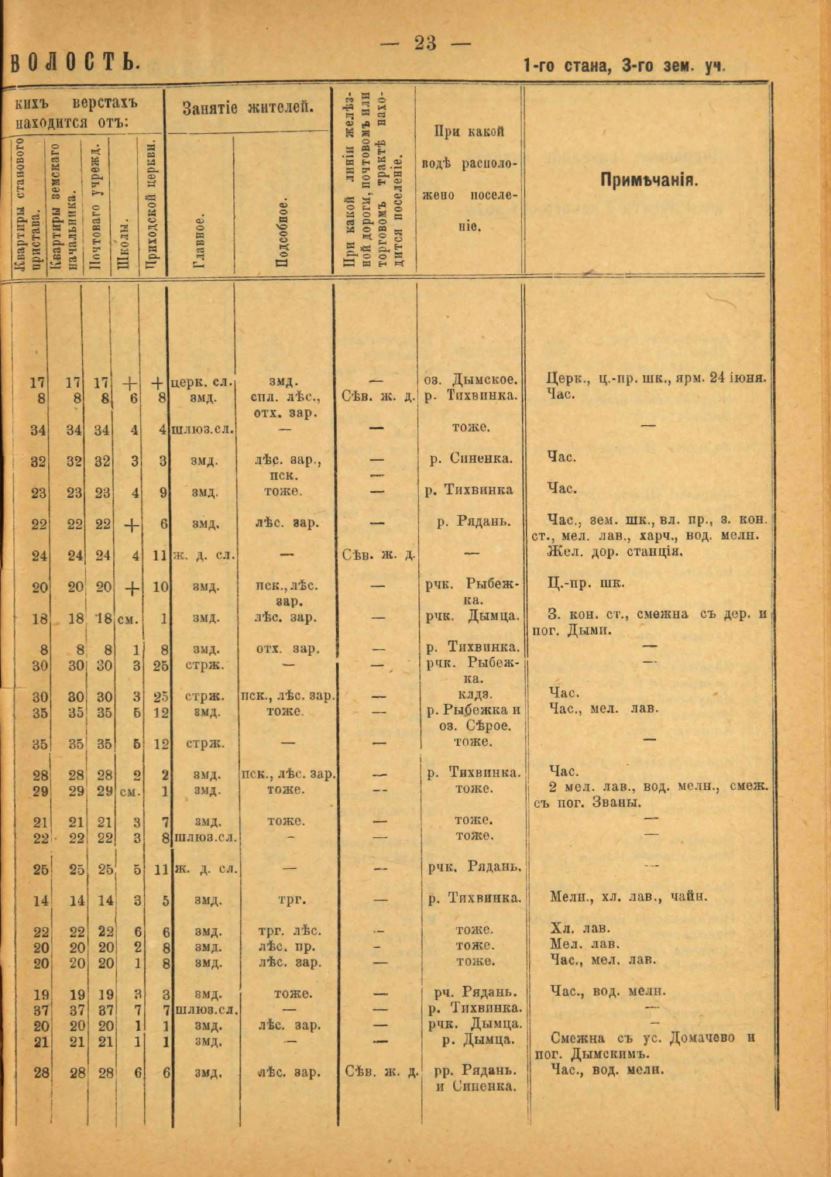 — 23 —
ВОЛОСТЬ.
1-го стана, 3-го зем. уч.
кихъ верстахъ находится отъ:
Занятіе жителей.
При какой линіи желѣзной дороги, почтовомъ или торговомъ трактѣ находится поселеніе.
При какой водѣ расположено поселеніе.
Примѣчанія.
Квартиры станового пристава.
Квартиры земскаго начальника.
Почтоваго учрежд.
Школы.
Приходской церкви.
Главное.
Подсобное.
17 17 17 + + церк. сл. змд. — оз. Дымское. Церк., ц.-пр. шк., ярм. 24 іюня.
8 8 8 6 8 змд. спл. лѣс., Сѣв. ж. д. р. Тихвинка. Час.
отх. зар.
34 34 34 4 4 шлюз.сл. — — тоже. —
32 32 32 3 3 змд. лѣс. зар., — р. Синенка. Час.
пск. —
23 23 23 4 9 змд. тоже. — р. Тихвинка Час.
22 22 22 + 6 змд. лѣс. зар. — р. Рядань. Час., зем. шк., вл. пр., з. кон.
ст., мел. лав., харч., вод. мелн.
24 24 24 4 11 ж. д. сл. — Сѣв. ж. д. — Жел. дор. станція.
20 20 20 + 10 змд. пск., лѣс. — рчк. Рыбеж- Ц.-пр. шк.
зар. ка.
18 18 18 см. 1 змд. лѣс. зар. — рчк. Дымца. З. кон. ст., смежна съ дер. и
пог. Дыми.
8 8 8 1 8 змд. отх. зар. — р. Тихвинка. —
30 30 30 3 25 стрж. — — рчк. Рыбеж- —
ка.
30 30 30 3 25 стрж. пск., лѣс. зар. — клдз. Час.
35 35 35 5 12 змд. тоже. — р. Рыбежка и Час., мел. лав.
оз. Сѣрое.
35 35 35 5 12 стрж. — — тоже. —
28 28 28 2 2 змд. пск., лѣс. зар. — р. Тихвинка. Час.
29 29 29 см. 1 змд. тоже. — тоже. 2 мел. лав., вод. мелн., смеж.
съ пог. Званы.
21 21 21 3 7 змд. тоже. — тоже. —
22 22 22 3 8 шлюз.сл. — — тоже. —
25 25 25 5 11 ж. д. сл. — — рчк. Рядань. —
14 14 14 3 5 змд. трг. — р. Тихвинка. Мелн., хл. лав., чайн.
22 22 22 6 6 змд. трг. лѣс. — тоже. Хл. лав.
20 20 20 2 8 змд. лѣс. пр. — тоже. Мел. лав.
20 20 20 1 8 змд. лѣс. зар. — тоже. Час., мел. лав.
19 19 19 3 3 змд. тоже. — рч. Рядань. Час., вод. мелн.
37 37 37 7 7 шлюз.сл. — — р. Тихвинка. —
20 20 20 1 1 змд. лѣс. зар. — рчк. Дымца. —
21 21 21 1 1 змд. — — р. Дымца. Смежна съ ус. Домачево и
пог. Дымскимъ.
28 28 28 6 6 змд. лѣс. зар. Сѣв. ж. д. рр. Рядань. Час., вод. мелн.
и Синенка.